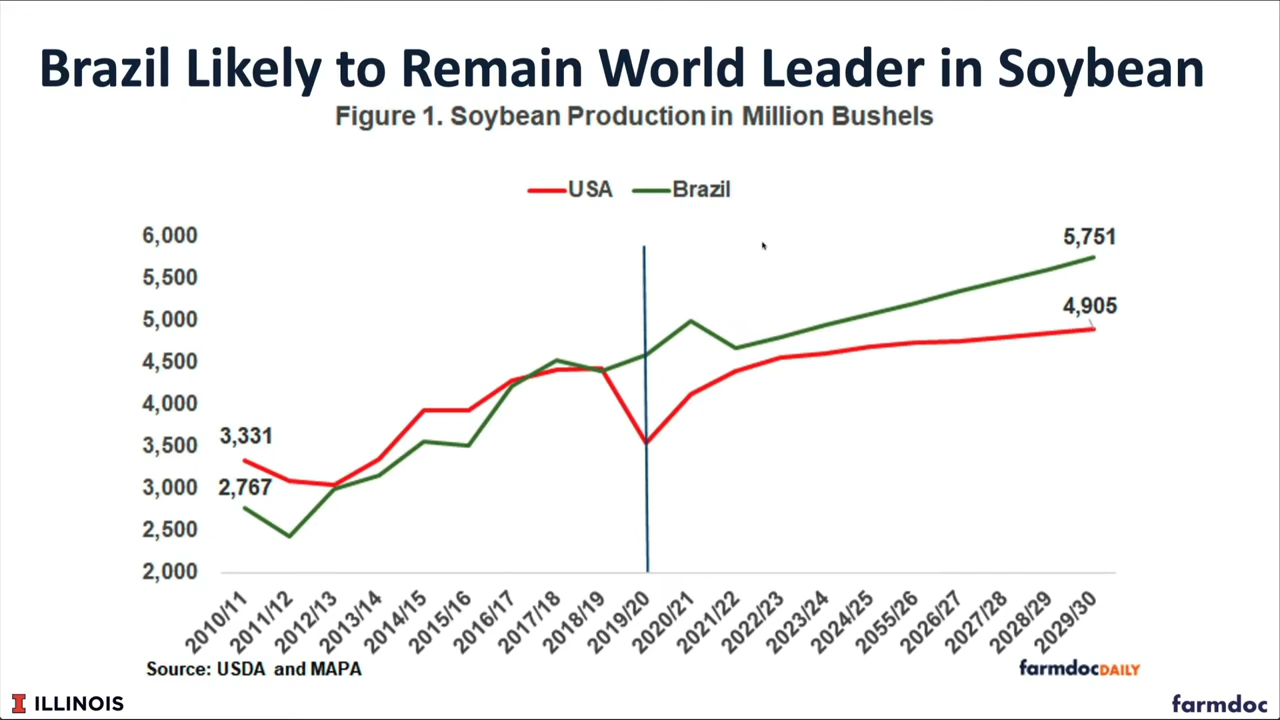 Brazil Likely to Remain World Leader in Soybean
Figure 1. Soybean Production in Million Bushels
USA Brazil
6,000
5,500
5,000
4,500
4,000
3,500
3,000
2,500
2,000
5,751
4,905
3,331
2,767
2010/11 2011/12 2012/13 2013/14 2014/15 2015/16 2016/17 2017/18 2018/19 2019/20 2020/21 2021/22 2022/23 2023/24 2024/25 2055/26 2026/27 2027/28 2028/29 2029/30
Source: USDA and MAPA
farmdocDAILY
I ILLINOIS
farmdoc